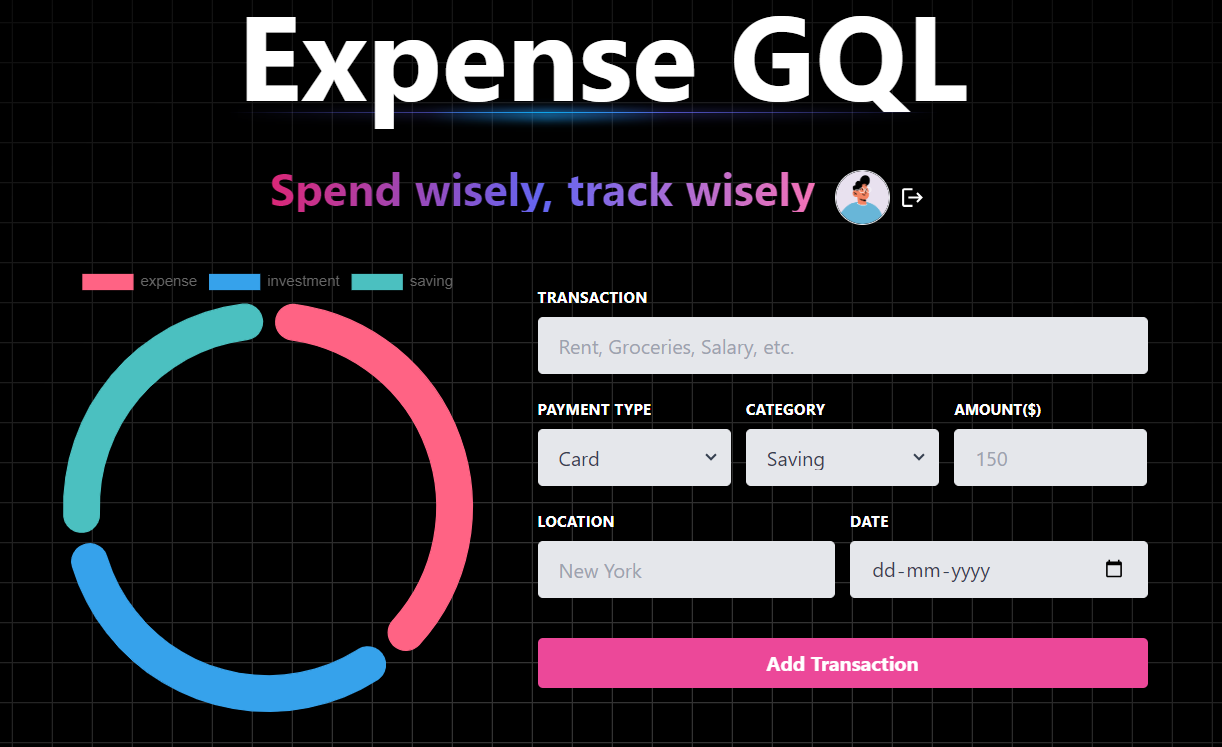 Expense GQL
Spend wisely, track wisely
expense investment saving
TRANSACTION
Rent, Groceries, Salary, etc.
PAYMENT TYPE CATEGORY AMOUNT($)
Card Saving 150
LOCATION DATE
New York dd-mm-yyyy
Add Transaction